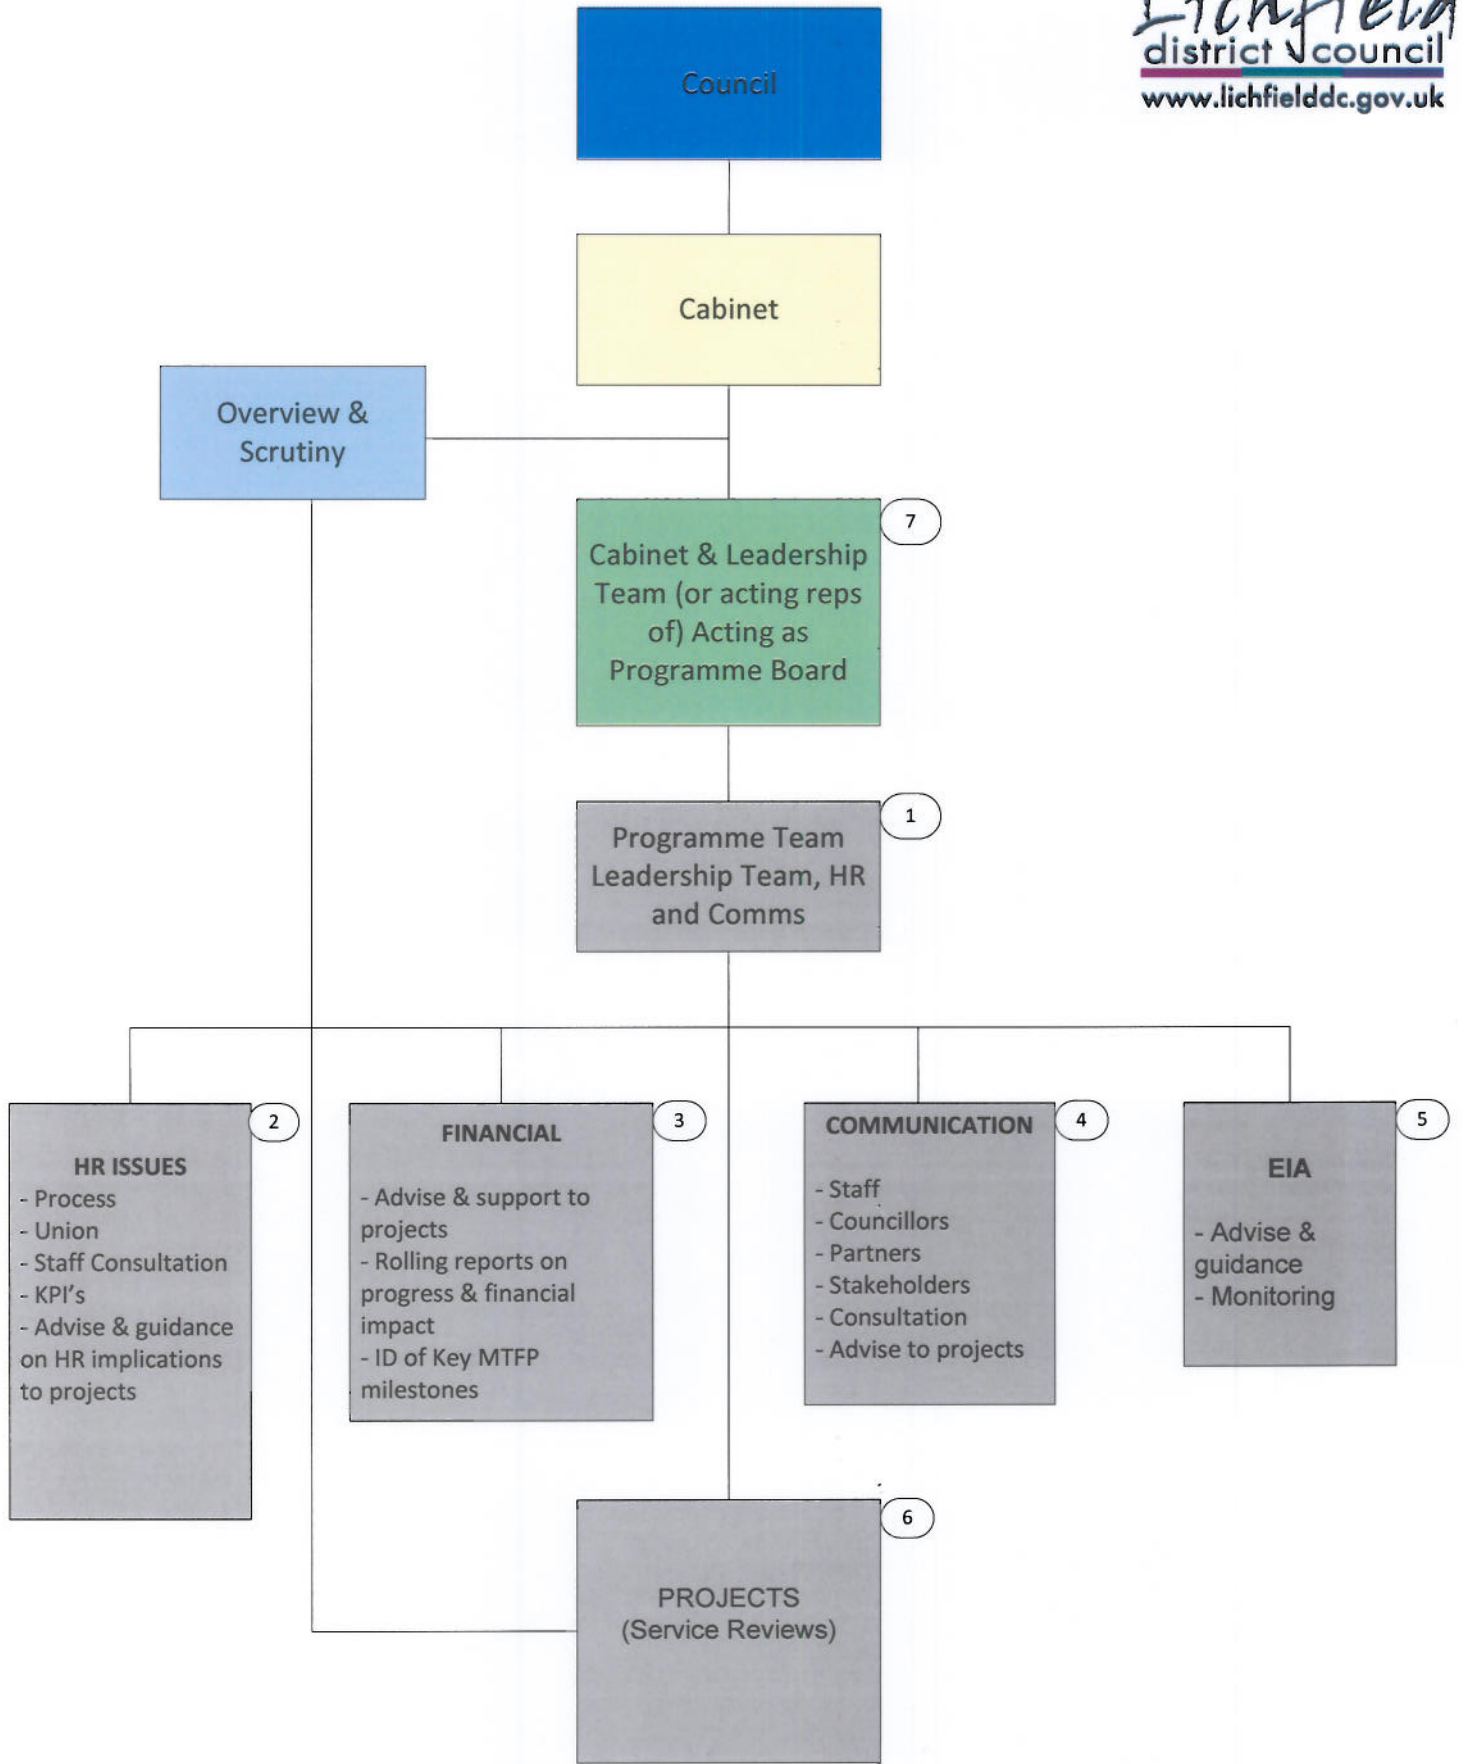 Lichfield
district council
www.lichfielddc.gov.uk
Council
Cabinet
Overview &
Scrutiny
7
Cabinet & Leadership
Team (or acting reps
of) Acting as
Programme Board
1
Programme Team
Leadership Team, HR
and Comms
2
HR ISSUES
- Process
- Union
- Staff Consultation
- KPI's
- Advise & guidance
on HR implications
to projects
3
FINANCIAL
- Advise & support to
projects
- Rolling reports on
progress & financial
impact
- ID of Key MTFP
milestones
4
COMMUNICATION
- Staff
- Councillors
- Partners
- Stakeholders
- Consultation
- Advise to projects
5
EIA
- Advise &
guidance
- Monitoring
6
PROJECTS
(Service Reviews)